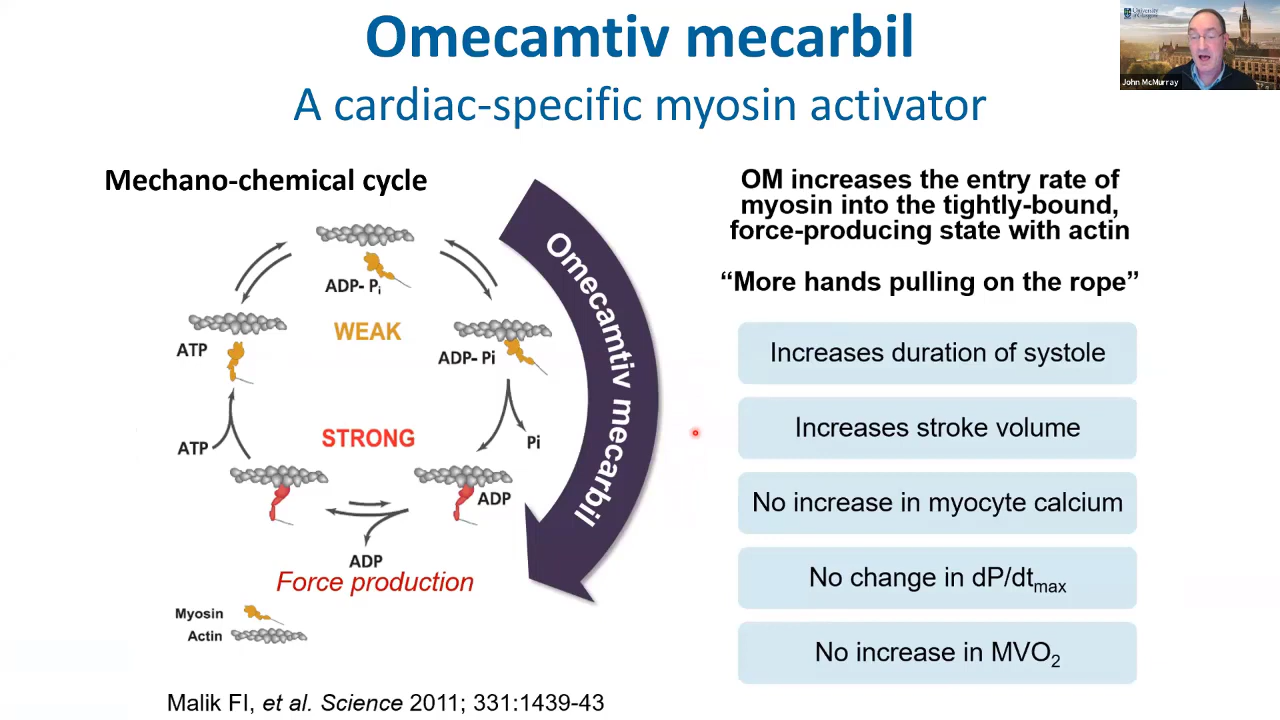 Omecamtiv mecarbil
A cardiac-specific myosin activator
University
of Glasgow
John McMurray
Mechano-chemical cycle
ADP- Pi
WEAK
ATP
ADP- Pi
STRONG
ATP
Pi
ADP
ADP
Force production
Myosin
Actin
Omecamtiv mecarbil
OM increases the entry rate of
myosin into the tightly-bound,
force-producing state with actin
“More hands pulling on the rope”
Increases duration of systole
Increases stroke volume
No increase in myocyte calcium
No change in dP/dtmax
No increase in MVO2
Malik FI, et al. Science 2011; 331:1439-43